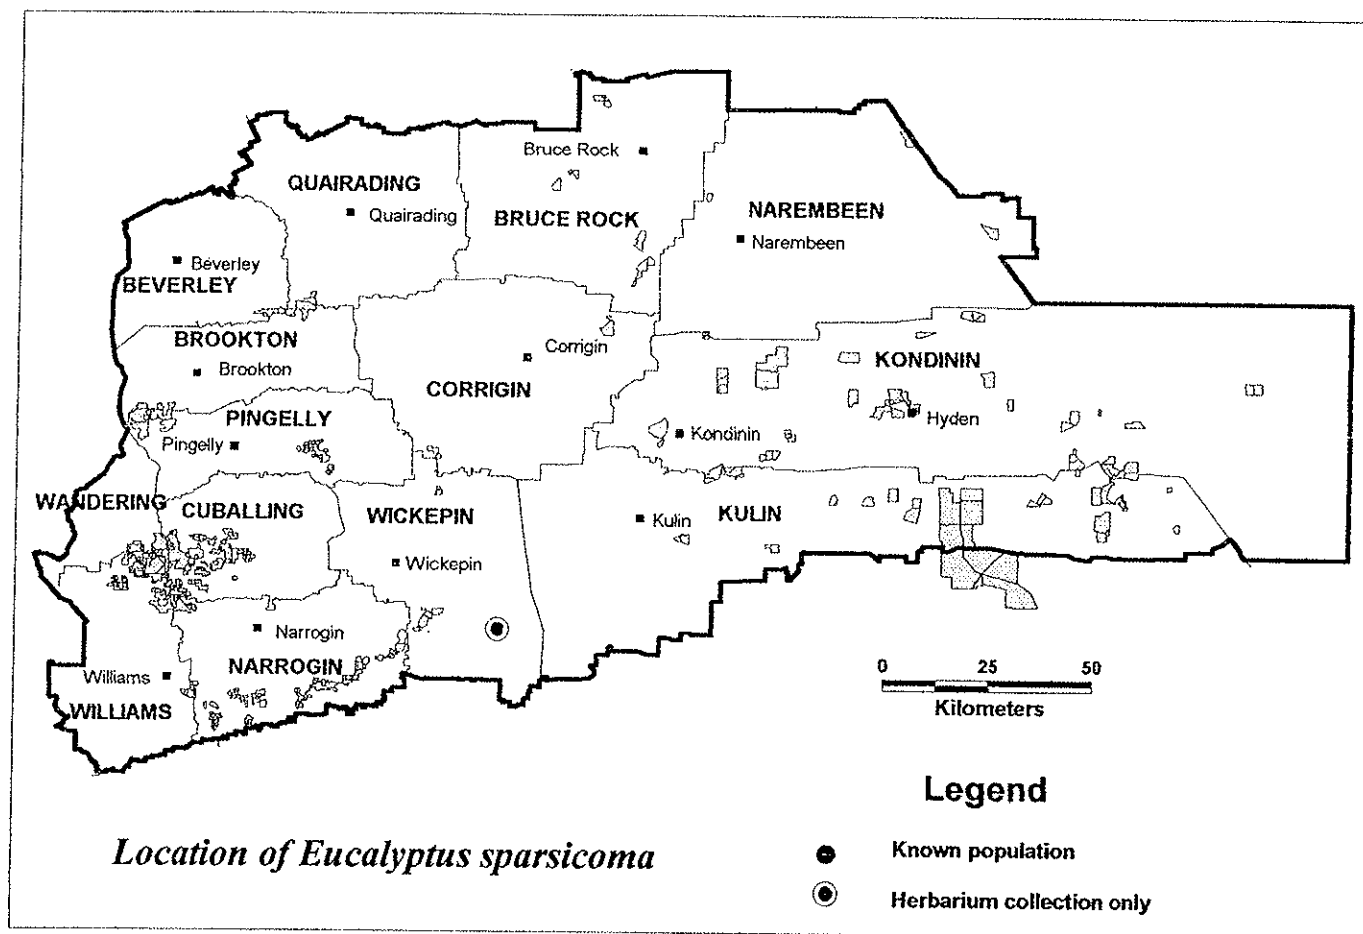 Bruce Rock
QUAIRADING
Quairading
BRUCE ROCK
NAREMBEEN
Narembeen
Beverley
BEVERLEY
BROOKTON
Brookton
Corrigin
CORRIGIN
KONDININ
Hyden
PINGELLY
Pingelly
Kondinin
WANDERING
CUBALLING
WICKEPIN
Kulin
KULIN
Wickepin
Narrogin
NARROGIN
Williams
WILLIAMS
0 25 50
Kilometers
Legend
Location of Eucalyptus sparsicoma
Known population
Herbarium collection only